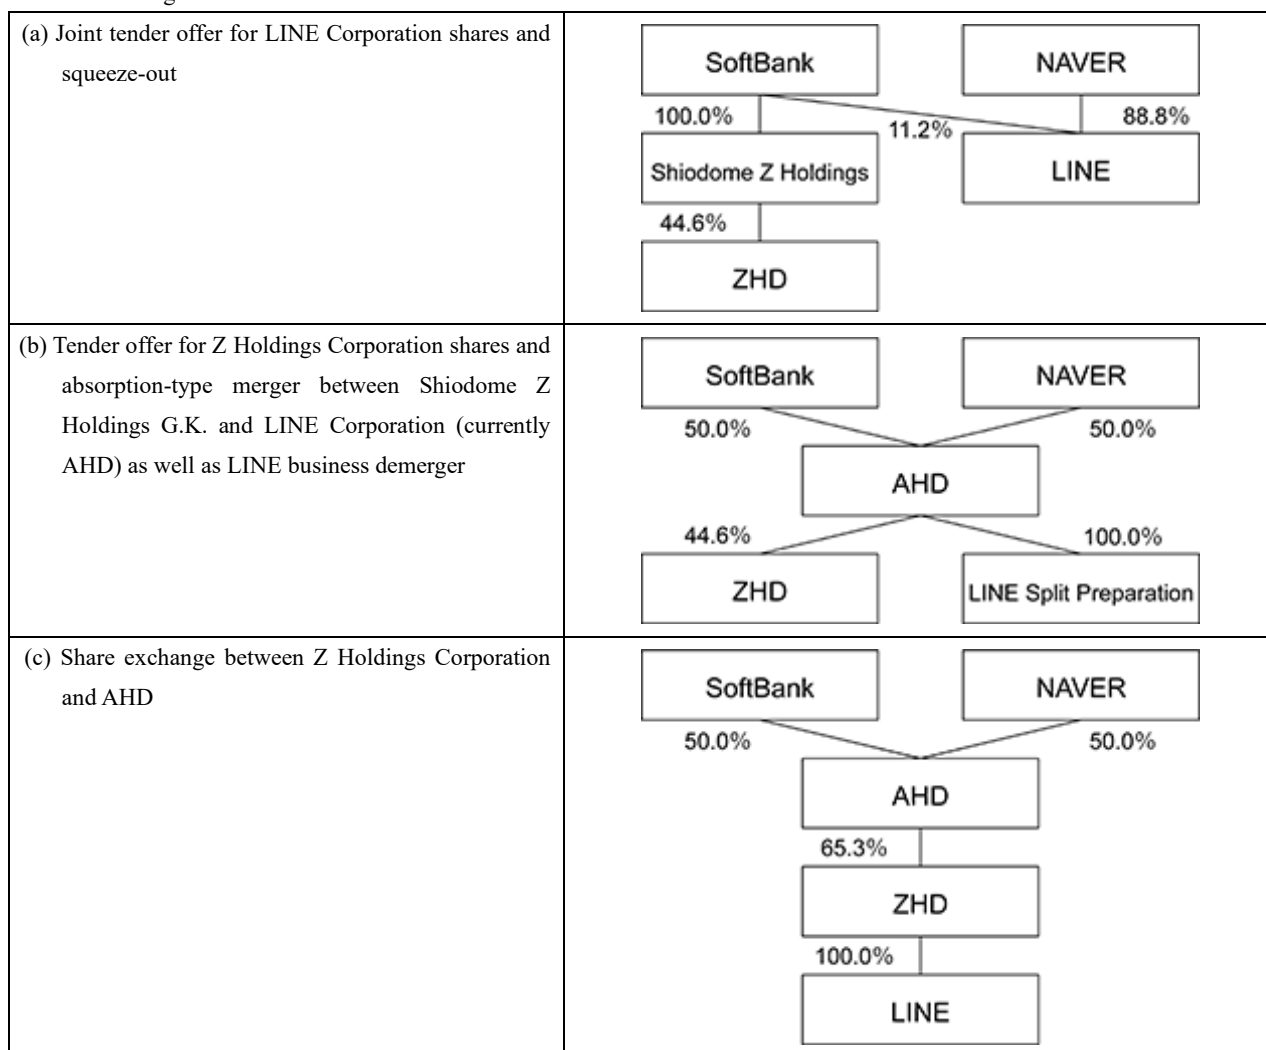 (a) Joint tender offer for LINE Corporation shares and
squeeze-out
SoftBank
NAVER
100.0%
11.2%
88.8%
Shiodome Z Holdings
LINE
44.6%
ZHD
(b) Tender offer for Z Holdings Corporation shares and
absorption-type merger between Shiodome Z
Holdings G.K. and LINE Corporation (currently
AHD) as well as LINE business demerger
SoftBank
NAVER
50.0%
50.0%
AHD
44.6%
100.0%
ZHD
LINE Split Preparation
(c) Share exchange between Z Holdings Corporation
and AHD
SoftBank
NAVER
50.0%
50.0%
AHD
65.3%
ZHD
100.0%
LINE